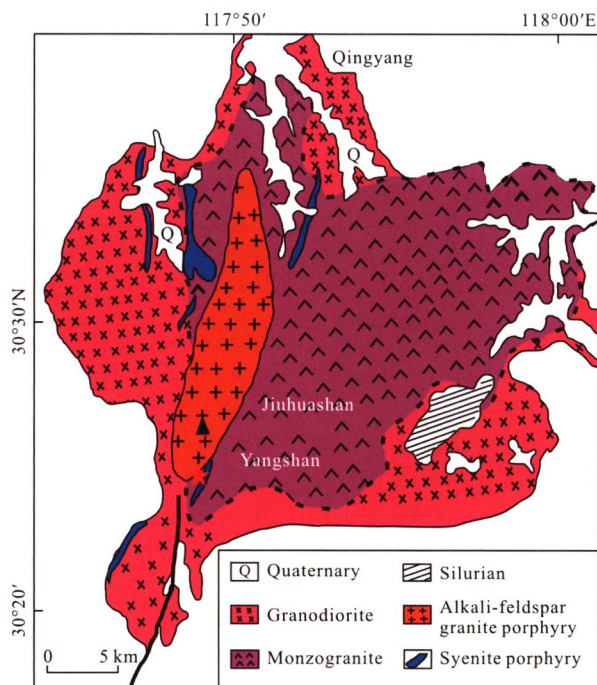 117°50′ 118°00′E
Qingyang
Q
Q
30°30′N
Jiuhuashan
Yangshan
30°20′
0 5 km
Q Quaternary
Silurian
Granodiorite
Alkali-feldspar
granite porphyry
Monzogranite
Syenite porphyry